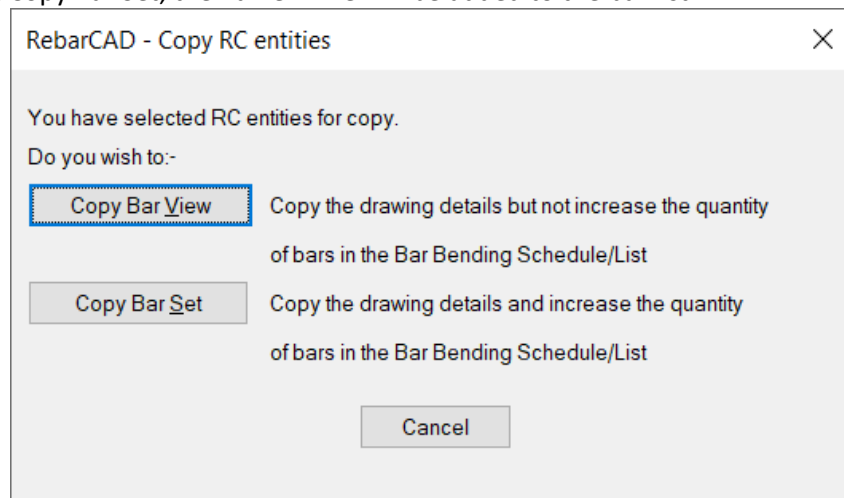 RebarCAD - Copy RC entities
You have selected RC entities for copy.
Do you wish to:-
Copy Bar View Copy the drawing details but not increase the quantity
of bars in the Bar Bending Schedule/List
Copy Bar Set Copy the drawing details and increase the quantity
of bars in the Bar Bending Schedule/List
Cancel